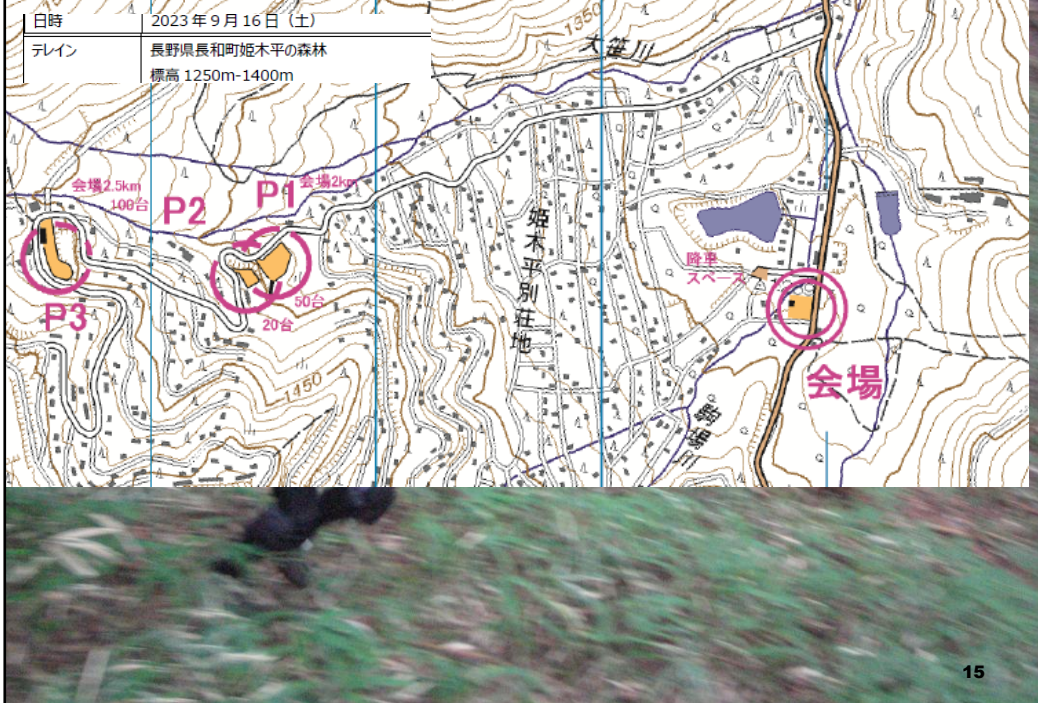 日時 2023年9月16日（土）
テレイン 長野県長和町姫木平の森林
標高 1250m-1400m
1350
大笹川
会場2.5km
100台
P2
P1
会場2km
姫木平別荘地
降車
スペース
P3
50台
20台
会場
1450
駒場川
15